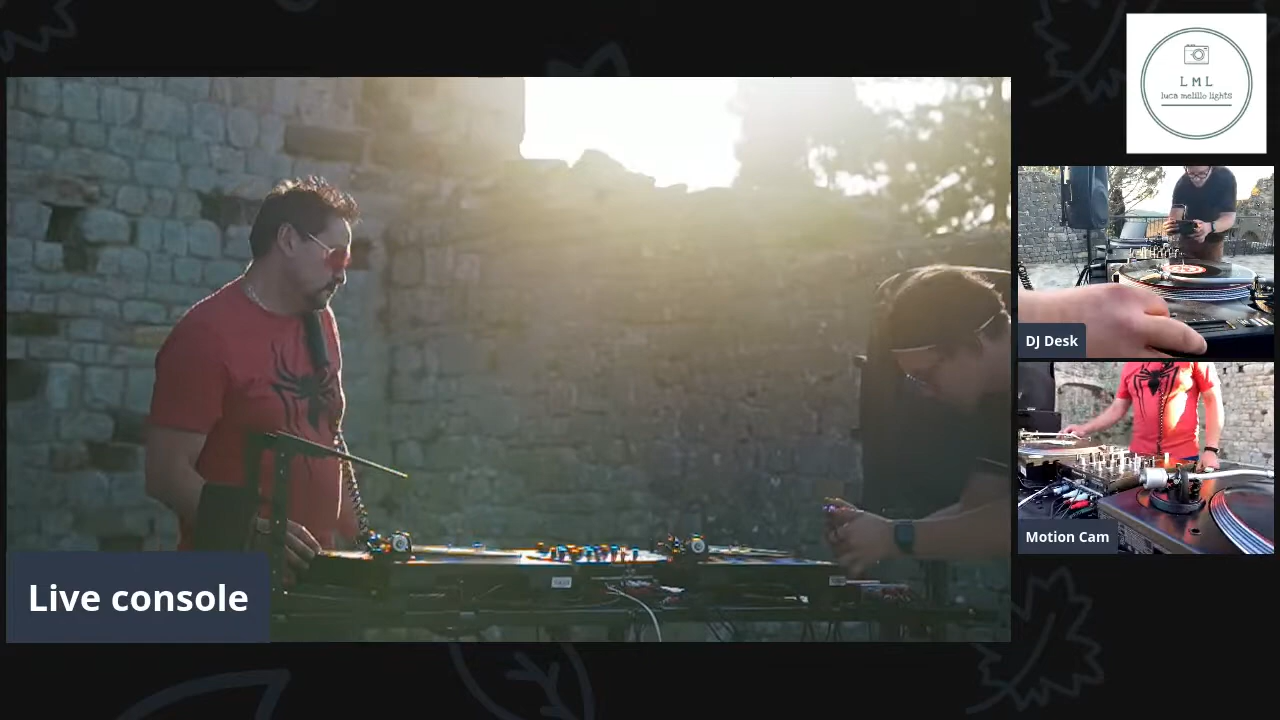 Live console
L M L
luca melillo lights
DJ Desk
Motion Cam